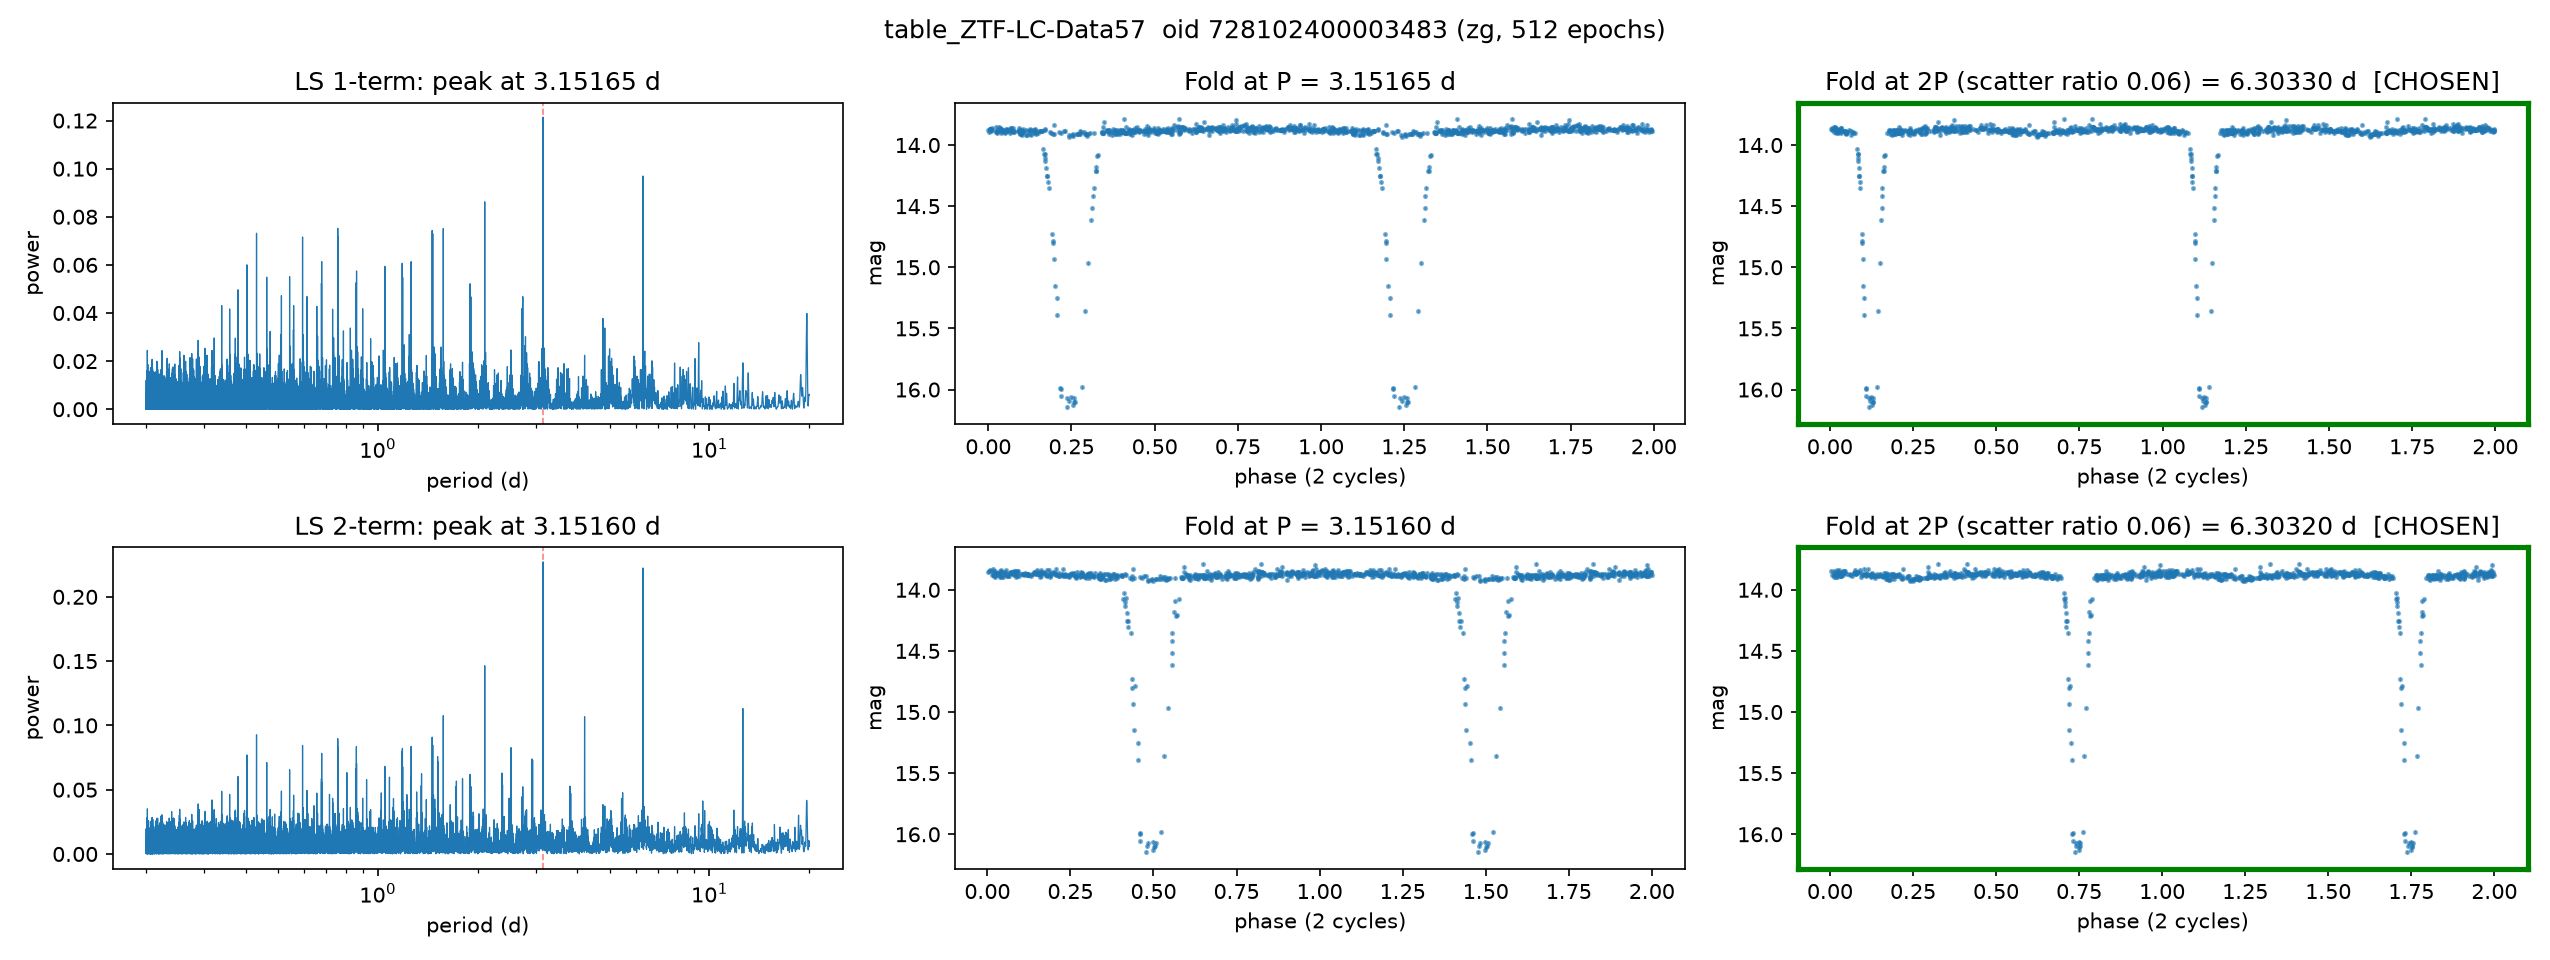 table_ZTF-LC-Data57  oid 728102400003483 (zg, 512 epochs)
LS 1-term: peak at 3.15165 d
power
0.12
0.10
0.08
0.06
0.04
0.02
0.00
10⁰
10¹
period (d)
Fold at P = 3.15165 d
mag
14.0
14.5
15.0
15.5
16.0
0.00 0.25 0.50 0.75 1.00 1.25 1.50 1.75 2.00
phase (2 cycles)
Fold at 2P (scatter ratio 0.06) = 6.30330 d  [CHOSEN]
mag
14.0
14.5
15.0
15.5
16.0
0.00 0.25 0.50 0.75 1.00 1.25 1.50 1.75 2.00
phase (2 cycles)
LS 2-term: peak at 3.15160 d
power
0.20
0.15
0.10
0.05
0.00
10⁰
10¹
period (d)
Fold at P = 3.15160 d
mag
14.0
14.5
15.0
15.5
16.0
0.00 0.25 0.50 0.75 1.00 1.25 1.50 1.75 2.00
phase (2 cycles)
Fold at 2P (scatter ratio 0.06) = 6.30320 d  [CHOSEN]
mag
14.0
14.5
15.0
15.5
16.0
0.00 0.25 0.50 0.75 1.00 1.25 1.50 1.75 2.00
phase (2 cycles)